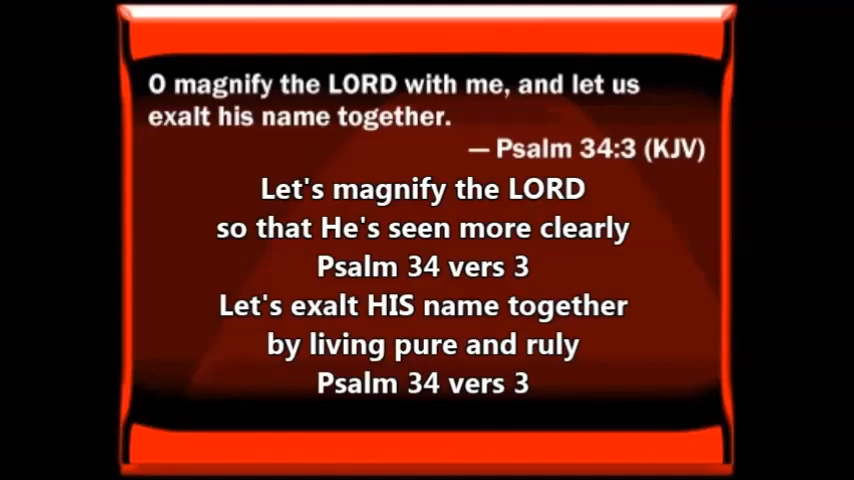 O magnify the LORD with me, and let us
exalt his name together.
— Psalm 34:3 (KJV)
Let's magnify the LORD
so that He's seen more clearly
Psalm 34 vers 3
Let's exalt HIS name together
by living pure and ruly
Psalm 34 vers 3